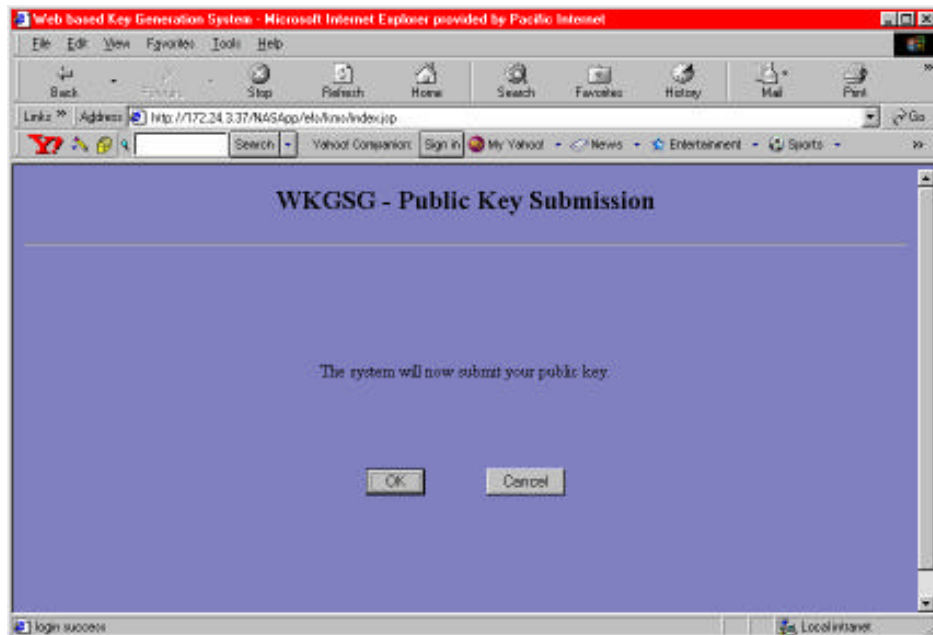 Web based Key Generation System - Microsoft Internet Explorer provided by Pacific Internet
File Edit View Favorites Tools Help
Back Stop Refresh Home Search Favorites History Mail Print
Links » Address http://172.24.3.37/NASApp/elo/kmo/index.jsp Go
Y! Search Yahoo! Companion: Sign in My Yahoo! News Entertainment Sports »
WKGSG - Public Key Submission
The system will now submit your public key.
OK Cancel
login success Local intranet